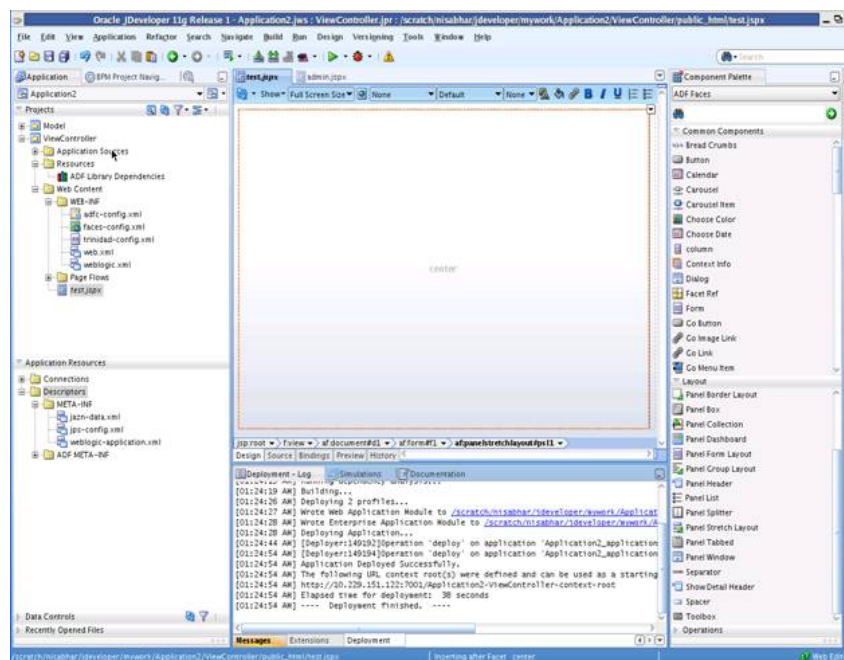 Oracle JDeveloper 11g Release 1 - Application2.jws : ViewController.jpr : /scratch/nisabhar/jdeveloper/mywork/Application2/ViewController/public_html/test.jspx
File Edit View Application Refactor Search Navigate Build Run Design Versioning Tools Window Help
Search
Application BPM Project Navig...
Application2
Projects
Model
ViewController
Application Sources
Resources
ADF Library Dependencies
Web Content
WEB-INF
adfc-config.xml
faces-config.xml
trinidad-config.xml
web.xml
weblogic.xml
Page Flows
test.jspx
Application Resources
Connections
Descriptors
META-INF
jazn-data.xml
jps-config.xml
weblogic-application.xml
ADF META-INF
Data Controls
Recently Opened Files
test.jspx admin.jspx
Show Full Screen Size None Default None B I U
center
jsp:root f:view af:document#d1 af:form#f1 af:panelstretchlayout#psl1
Design Source Bindings Preview History
Deployment - Log Simulations Documentation
[01:24:19 AM] Running dependency analysis...
[01:24:19 AM] Building...
[01:24:26 AM] Deploying 2 profiles...
[01:24:27 AM] Wrote Web Application Module to /scratch/nisabhar/jdeveloper/mywork/Applicat
[01:24:28 AM] Wrote Enterprise Application Module to /scratch/nisabhar/jdeveloper/mywork/A
[01:24:28 AM] Deploying Application...
[01:24:44 AM] [Deployer:149192]Operation 'deploy' on application 'Application2_application
[01:24:54 AM] [Deployer:149194]Operation 'deploy' on application 'Application2_application
[01:24:54 AM] Application Deployed Successfully.
[01:24:54 AM] The following URL context root(s) were defined and can be used as a starting
[01:24:54 AM] http://10.229.151.122:7001/Application2-ViewController-context-root
[01:24:54 AM] Elapsed time for deployment: 38 seconds
[01:24:54 AM] ---- Deployment finished. ----
Messages Extensions Deployment
Component Palette
ADF Faces
Common Components
Bread Crumbs
Button
Calendar
Carousel
Carousel Item
Choose Color
Choose Date
column
Context Info
Dialog
Facet Ref
Form
Go Button
Go Image Link
Go Link
Go Menu Item
Layout
Panel Border Layout
Panel Box
Panel Collection
Panel Dashboard
Panel Form Layout
Panel Group Layout
Panel Header
Panel List
Panel Splitter
Panel Stretch Layout
Panel Tabbed
Panel Window
Separator
Show Detail Header
Spacer
Toolbox
Operations
/scratch/nisabhar/jdeveloper/mywork/Application2/ViewController/public_html/test.jspx Inserting after Facet center Web Edit